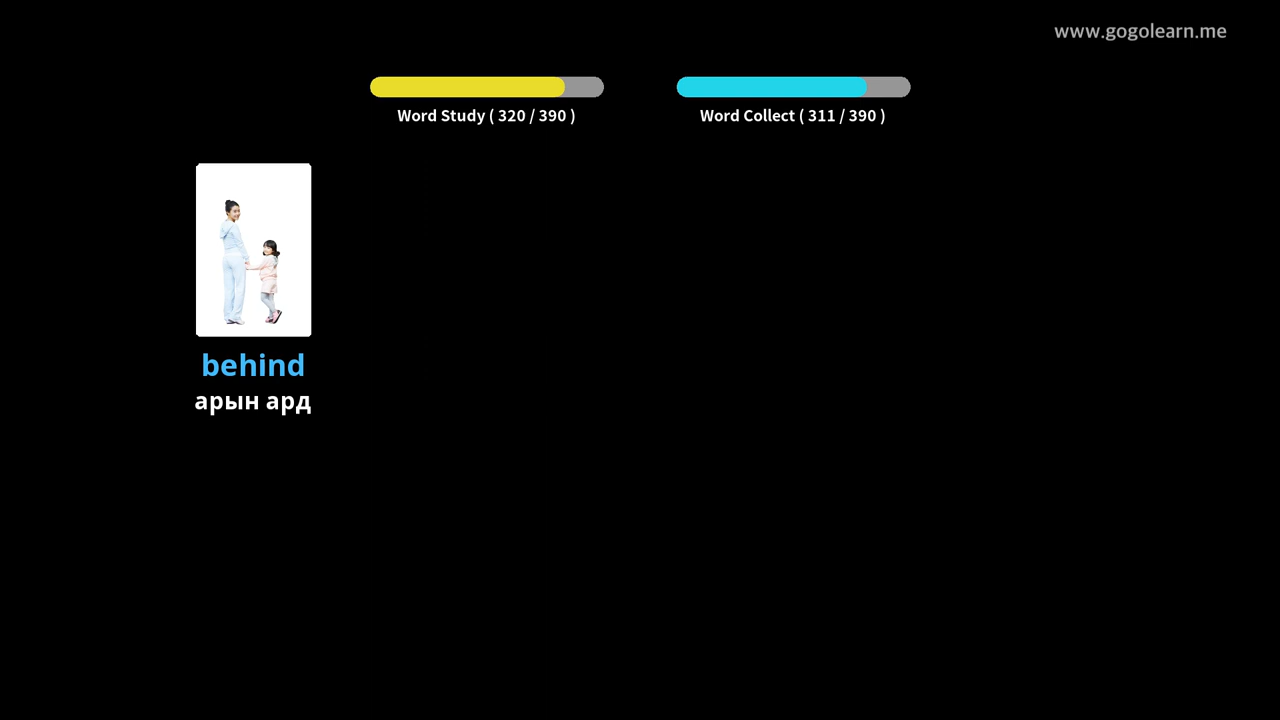 www.gogolearn.me
Word Study ( 320 / 390 )
Word Collect ( 311 / 390 )
behind
арын ард